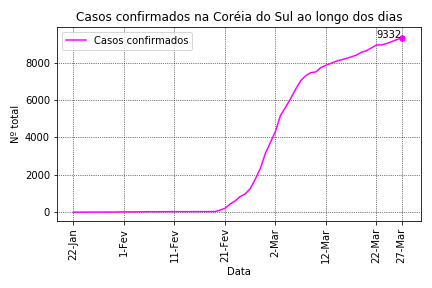 Casos confirmados na Coréia do Sul ao longo dos dias
Casos confirmados
9332
8000
6000
4000
2000
0
Nº total
22-Jan
1-Fev
11-Fev
21-Fev
2-Mar
12-Mar
22-Mar
27-Mar
Data